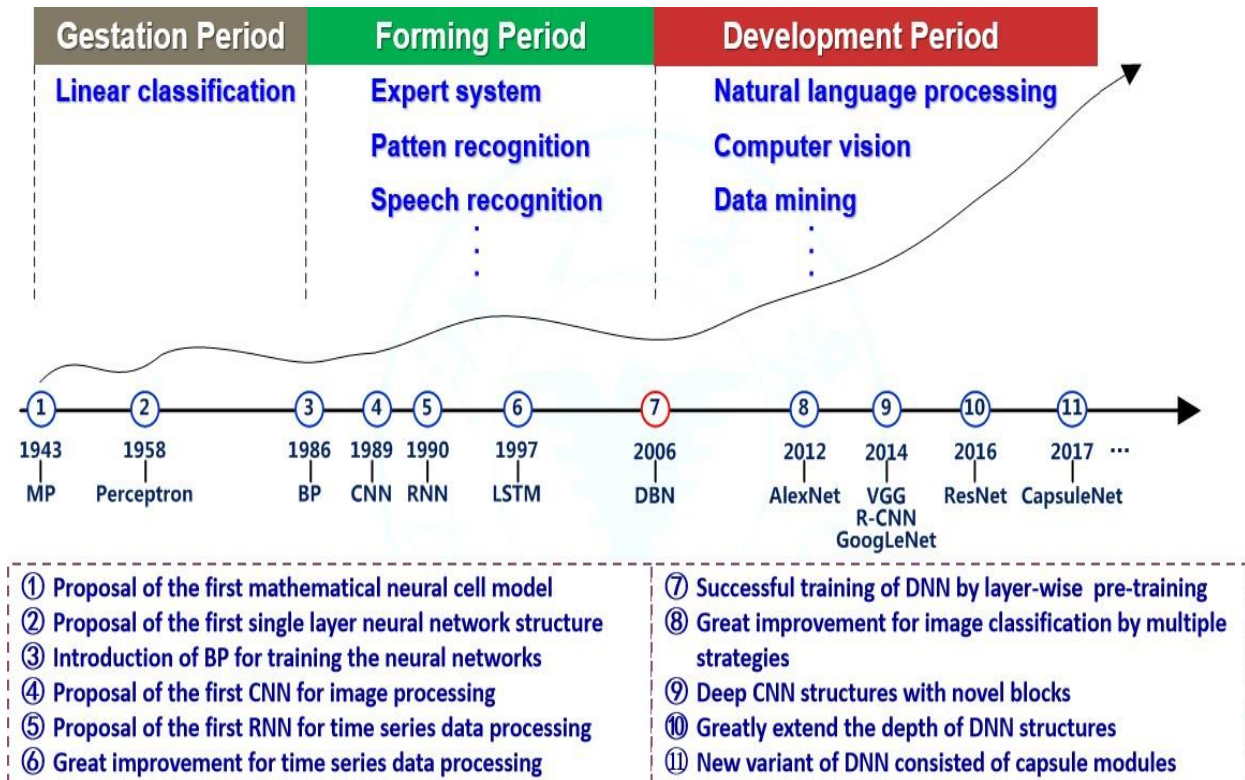 Gestation Period
Forming Period
Development Period
Linear classification
Expert system
Patten recognition
Speech recognition
Natural language processing
Computer vision
Data mining
1 2 3 4 5 6 7 8 9 10 11
1943 1958 1986 1989 1990 1997 2006 2012 2014 2016 2017 ...
MP Perceptron BP CNN RNN LSTM DBN AlexNet VGG ResNet CapsuleNet
R-CNN
GoogLeNet
① Proposal of the first mathematical neural cell model
② Proposal of the first single layer neural network structure
③ Introduction of BP for training the neural networks
④ Proposal of the first CNN for image processing
⑤ Proposal of the first RNN for time series data processing
⑥ Great improvement for time series data processing
⑦ Successful training of DNN by layer-wise pre-training
⑧ Great improvement for image classification by multiple
strategies
⑨ Deep CNN structures with novel blocks
⑩ Greatly extend the depth of DNN structures
⑪ New variant of DNN consisted of capsule modules